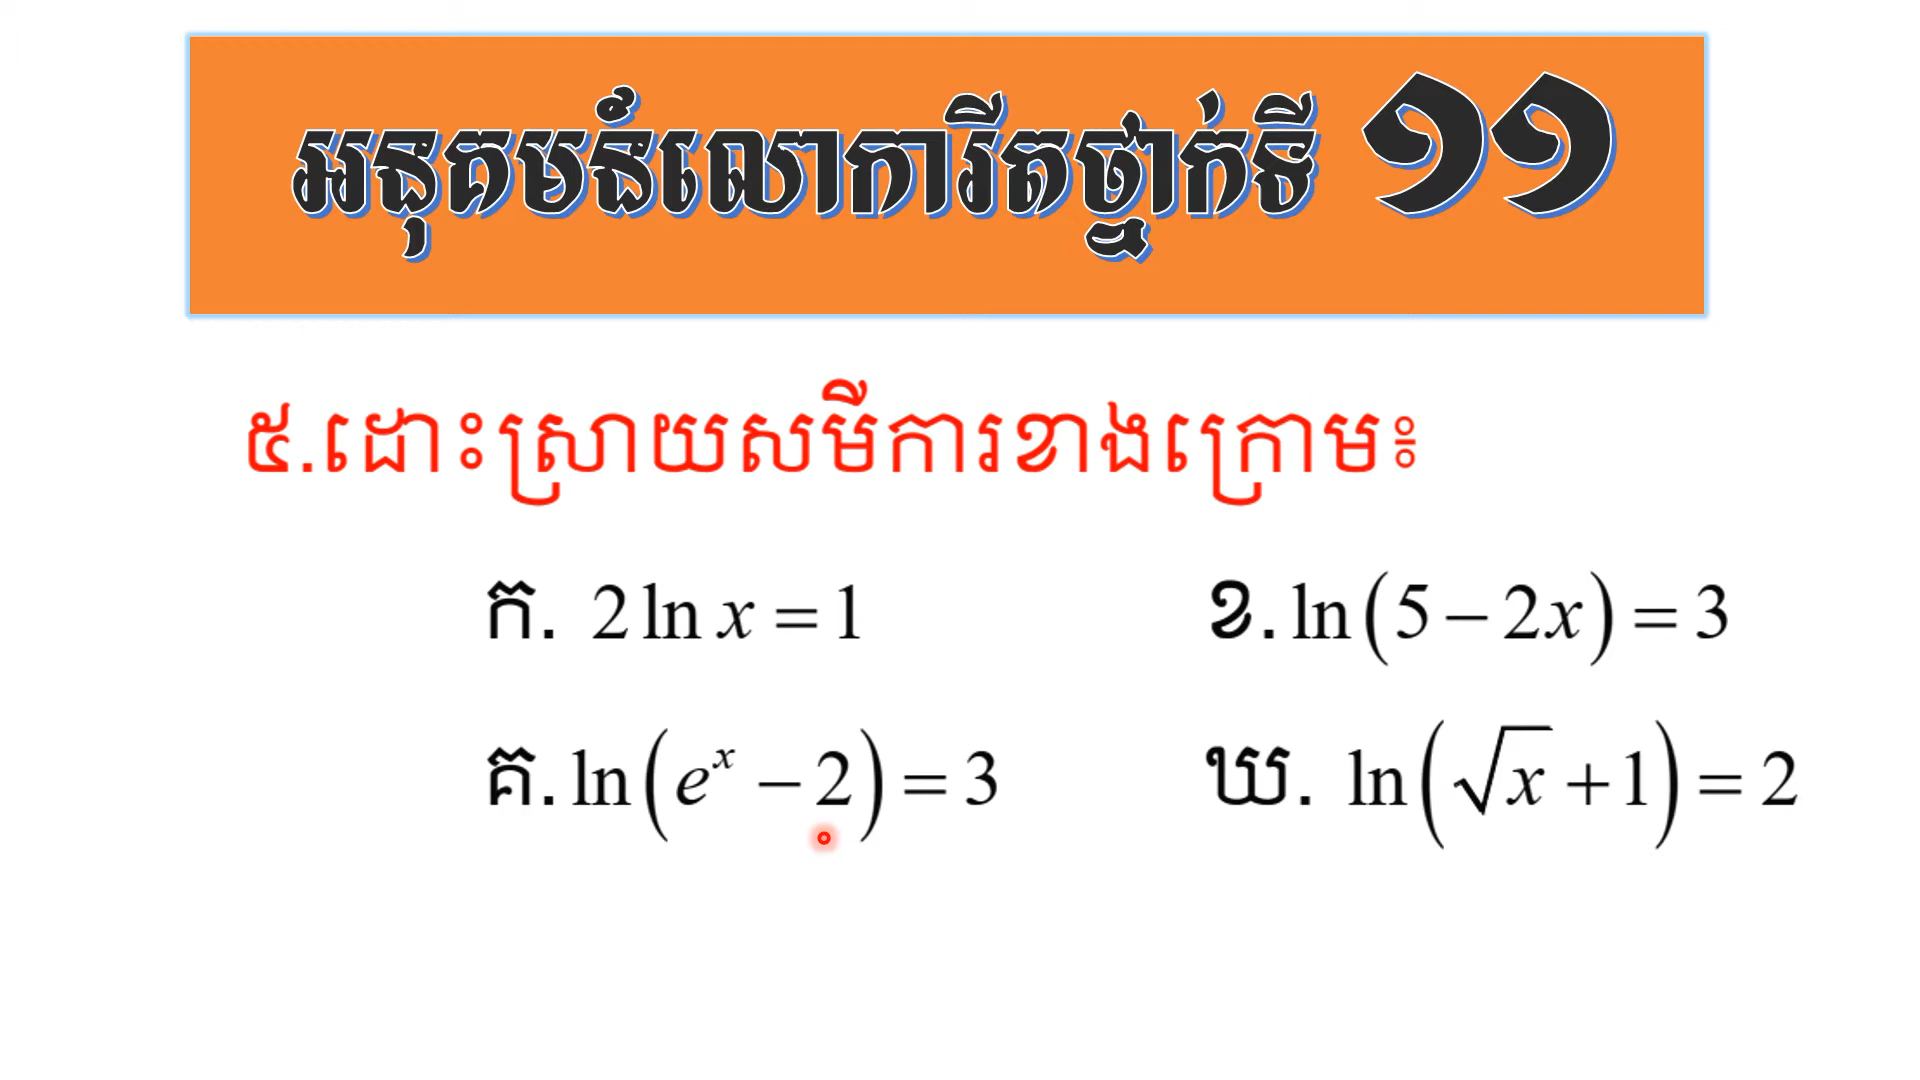 អនុគមន៍លោការីតថ្នាក់ទី ១១
៥.ដោះស្រាយសមីការខាងក្រោម៖
ក. 2 ln x = 1 ខ. ln(5 − 2x) = 3
គ. ln(eˣ − 2) = 3 ឃ. ln(√x + 1) = 2